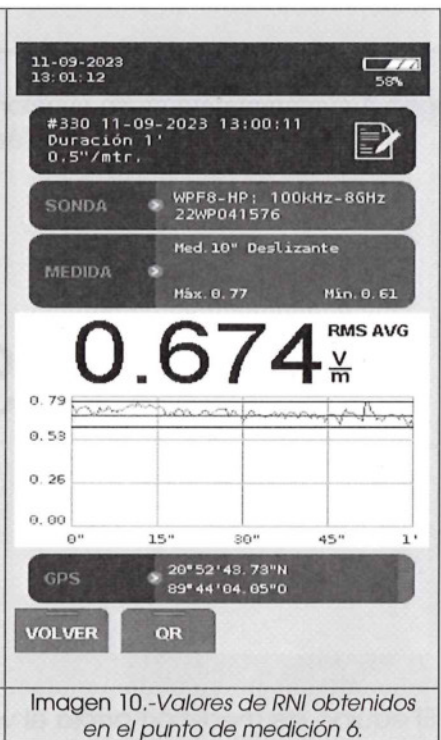 11-09-2023
13:01:12
58%
#330 11-09-2023 13:00:11
Duración 1'
0.5"/mtr.
SONDA
WPF8-HP: 100kHz-8GHz
22WP041576
MEDIDA
Med.10" Deslizante
Máx.0.77 Mín.0.61
0.674 RMS AVG
V/m
0.79
0.53
0.26
0.00
0" 15" 30" 45" 1'
GPS
20°52'43.73"N
89°44'04.05"O
VOLVER QR
Imagen 10.-Valores de RNI obtenidos
en el punto de medición 6.